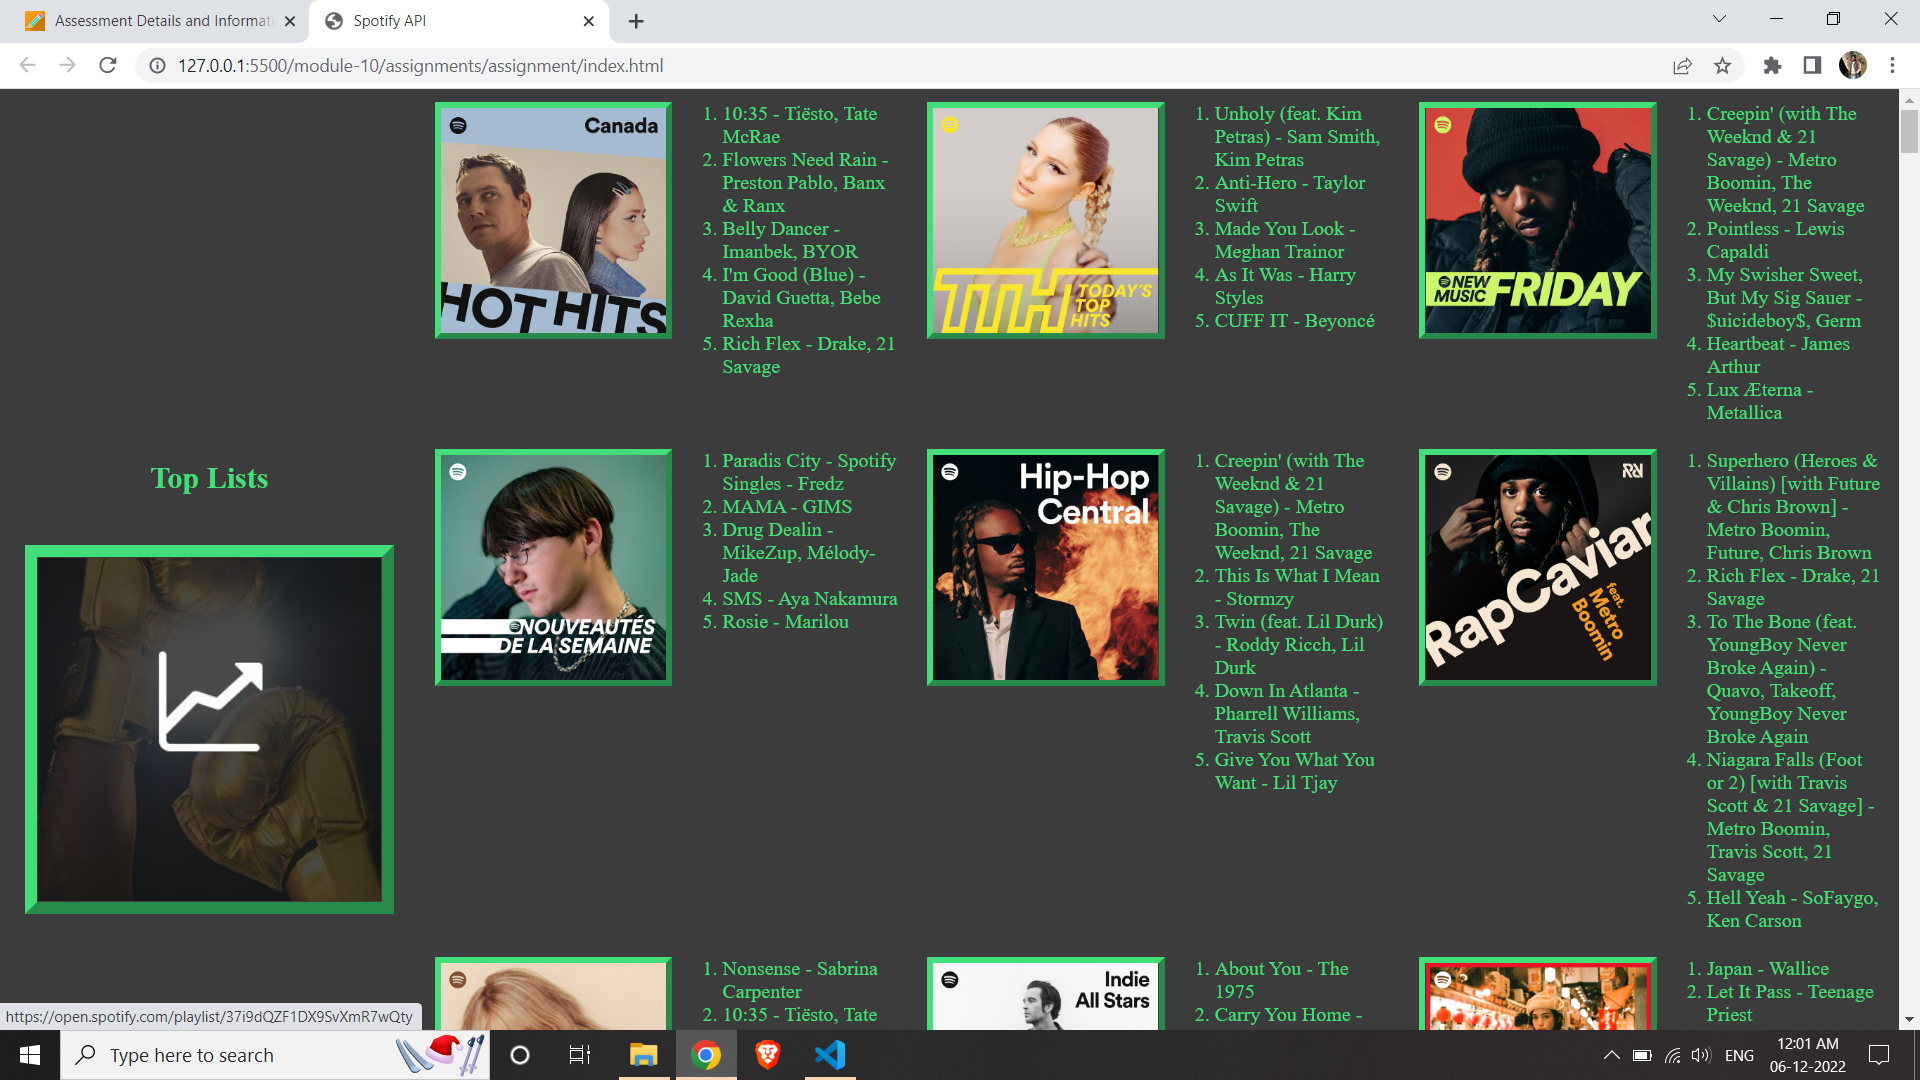 Assessment Details and Informati
Spotify API
127.0.0.1:5500/module-10/assignments/assignment/index.html
Top Lists
Canada
HOT HITS
1. 10:35 - Tiësto, Tate
McRae
2. Flowers Need Rain -
Preston Pablo, Banx
& Ranx
3. Belly Dancer -
Imanbek, BYOR
4. I'm Good (Blue) -
David Guetta, Bebe
Rexha
5. Rich Flex - Drake, 21
Savage
TTH TODAY'S
TOP
HITS
1. Unholy (feat. Kim
Petras) - Sam Smith,
Kim Petras
2. Anti-Hero - Taylor
Swift
3. Made You Look -
Meghan Trainor
4. As It Was - Harry
Styles
5. CUFF IT - Beyoncé
NEW
MUSIC FRIDAY
1. Creepin' (with The
Weeknd & 21
Savage) - Metro
Boomin, The
Weeknd, 21 Savage
2. Pointless - Lewis
Capaldi
3. My Swisher Sweet,
But My Sig Sauer -
$uicideboy$, Germ
4. Heartbeat - James
Arthur
5. Lux Æterna -
Metallica
NOUVEAUTÉS
DE LA SEMAINE
1. Paradis City - Spotify
Singles - Fredz
2. MAMA - GIMS
3. Drug Dealin -
MikeZup, Mélody-
Jade
4. SMS - Aya Nakamura
5. Rosie - Marilou
Hip-Hop
Central
1. Creepin' (with The
Weeknd & 21
Savage) - Metro
Boomin, The
Weeknd, 21 Savage
2. This Is What I Mean
- Stormzy
3. Twin (feat. Lil Durk)
- Roddy Ricch, Lil
Durk
4. Down In Atlanta -
Pharrell Williams,
Travis Scott
5. Give You What You
Want - Lil Tjay
RapCaviar
feat.
Metro
Boomin
1. Superhero (Heroes &
Villains) [with Future
& Chris Brown] -
Metro Boomin,
Future, Chris Brown
2. Rich Flex - Drake, 21
Savage
3. To The Bone (feat.
YoungBoy Never
Broke Again) -
Quavo, Takeoff,
YoungBoy Never
Broke Again
4. Niagara Falls (Foot
or 2) [with Travis
Scott & 21 Savage] -
Metro Boomin,
Travis Scott, 21
Savage
5. Hell Yeah - SoFaygo,
Ken Carson
1. Nonsense - Sabrina
Carpenter
2. 10:35 - Tiësto, Tate
Indie
All Stars
1. About You - The
1975
2. Carry You Home -
1. Japan - Wallice
2. Let It Pass - Teenage
Priest
https://open.spotify.com/playlist/37i9dQZF1DX9SvXmR7wQty
Type here to search
ENG
12:01 AM
06-12-2022